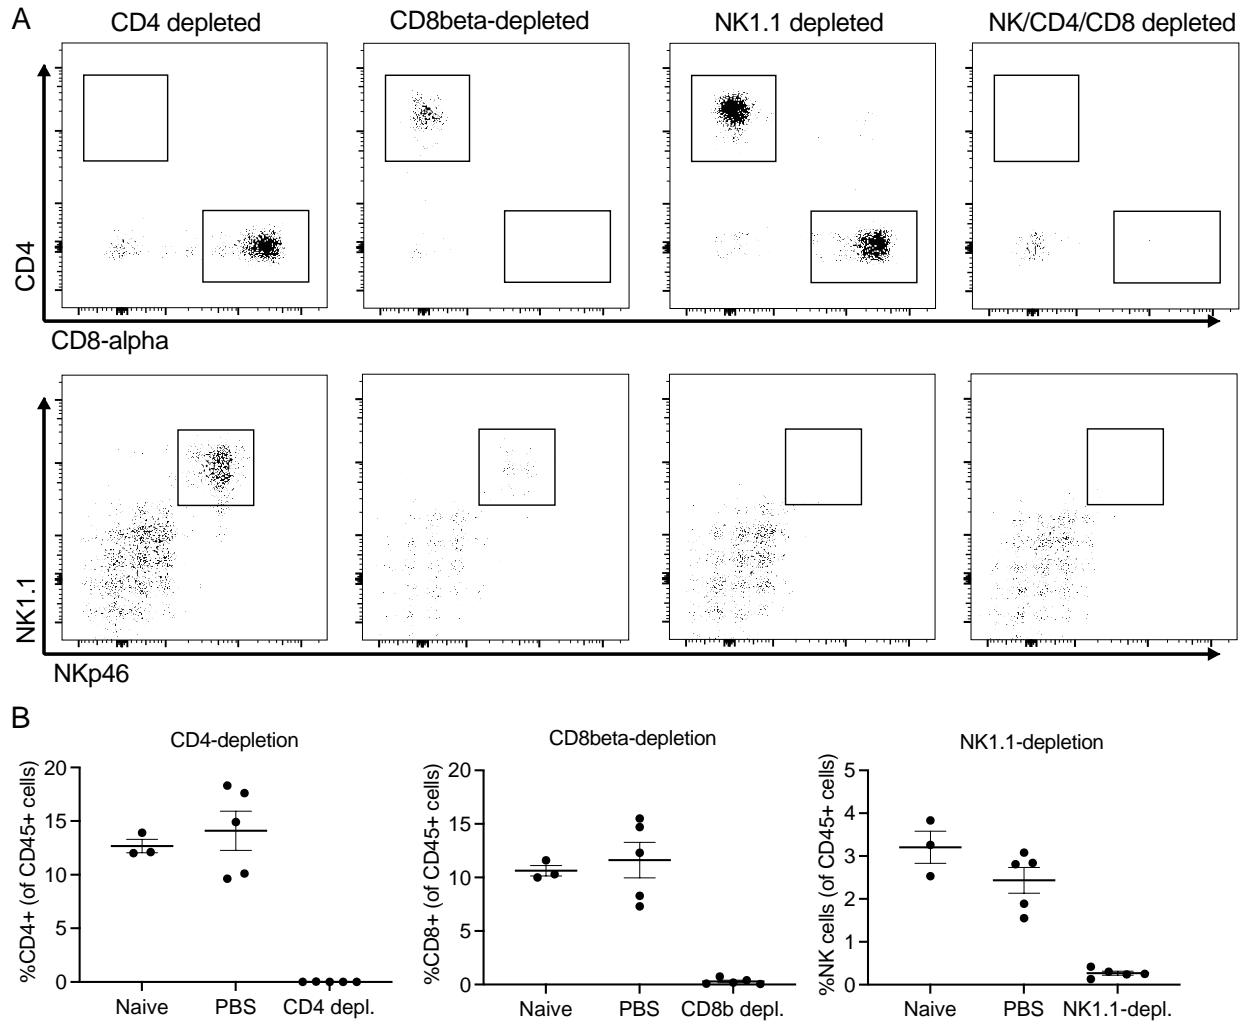 A
CD4 depleted
CD8beta-depleted
NK1.1 depleted
NK/CD4/CD8 depleted
CD4
CD8-alpha
NK1.1
NKp46
B
CD4-depletion
%CD4+ (of CD45+ cells)
20
15
10
5
0
Naive
PBS
CD4 depl.
CD8beta-depletion
%CD8+ (of CD45+ cells)
20
15
10
5
0
Naive
PBS
CD8b depl.
NK1.1-depletion
%NK cells (of CD45+ cells)
5
4
3
2
1
0
Naive
PBS
NK1.1-depl.